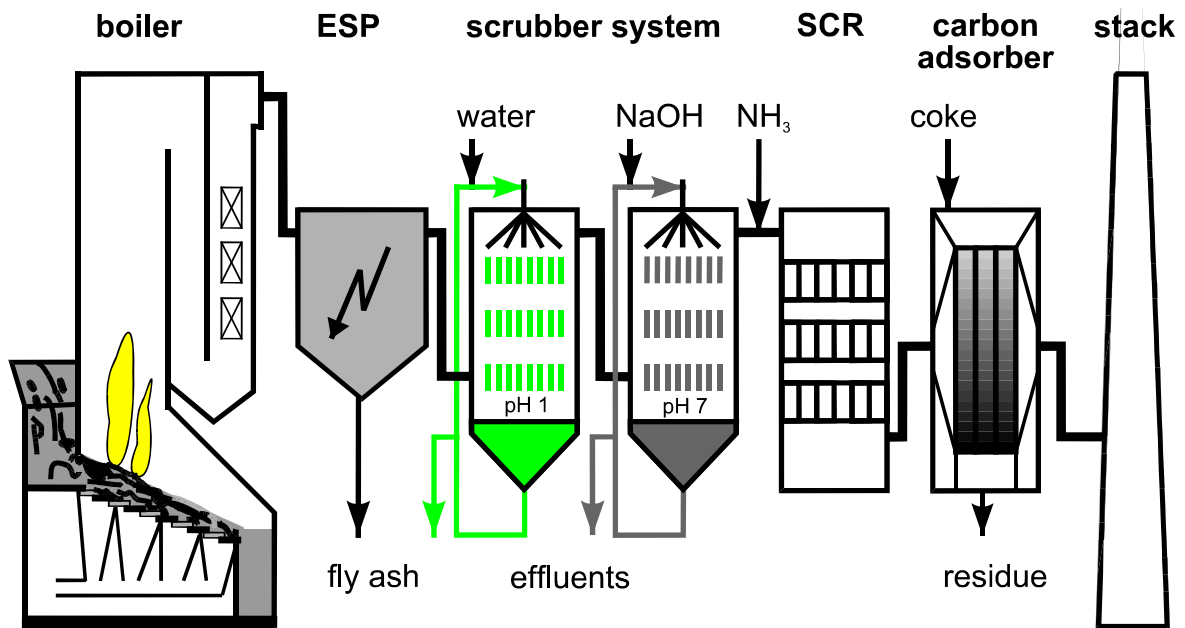 boiler
ESP
scrubber system
SCR
carbon
adsorber
stack
water
NaOH
NH₃
coke
pH 1
pH 7
fly ash
effluents
residue